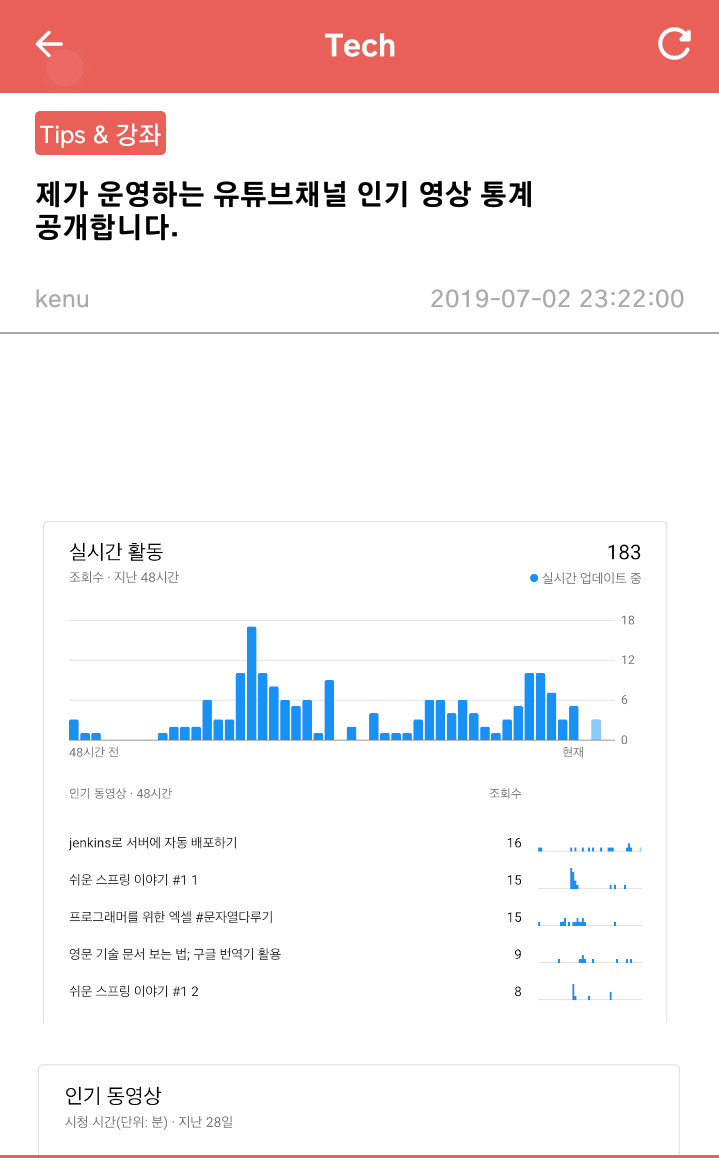 Tech
Tips & 강좌
제가 운영하는 유튜브채널 인기 영상 통계
공개합니다.
kenu 2019-07-02 23:22:00
실시간 활동 183
조회수 · 지난 48시간 실시간 업데이트 중
18
12
6
0
48시간 전 현재
인기 동영상 · 48시간 조회수
jenkins로 서버에 자동 배포하기 16
쉬운 스프링 이야기 #1 1 15
프로그래머를 위한 엑셀 #문자열다루기 15
영문 기술 문서 보는 법; 구글 번역기 활용 9
쉬운 스프링 이야기 #1 2 8
인기 동영상
시청 시간(단위: 분) · 지난 28일